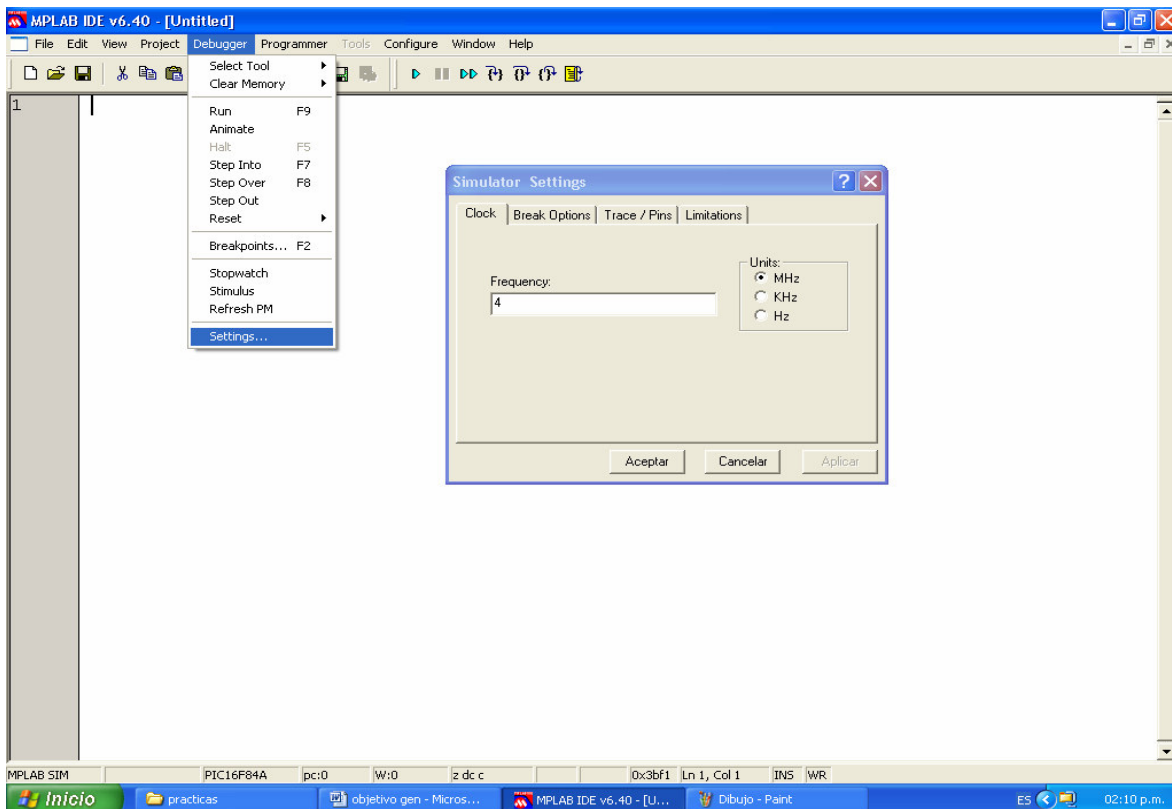 MPLAB IDE v6.40 - [Untitled]
File Edit View Project Debugger Programmer Tools Configure Window Help
Select Tool
Clear Memory
Run F9
Animate
Halt F5
Step Into F7
Step Over F8
Step Out
Reset
Breakpoints... F2
Stopwatch
Stimulus
Refresh PM
Settings...
1
Simulator Settings
Clock Break Options Trace / Pins Limitations
Frequency:
4
Units:
MHz
KHz
Hz
Aceptar Cancelar Aplicar
MPLAB SIM PIC16F84A pc:0 W:0 z dc c 0x3bf1 Ln 1, Col 1 INS WR
Inicio practicas objetivo gen - Micros... MPLAB IDE v6.40 - [U... Dibujo - Paint ES 02:10 p.m.